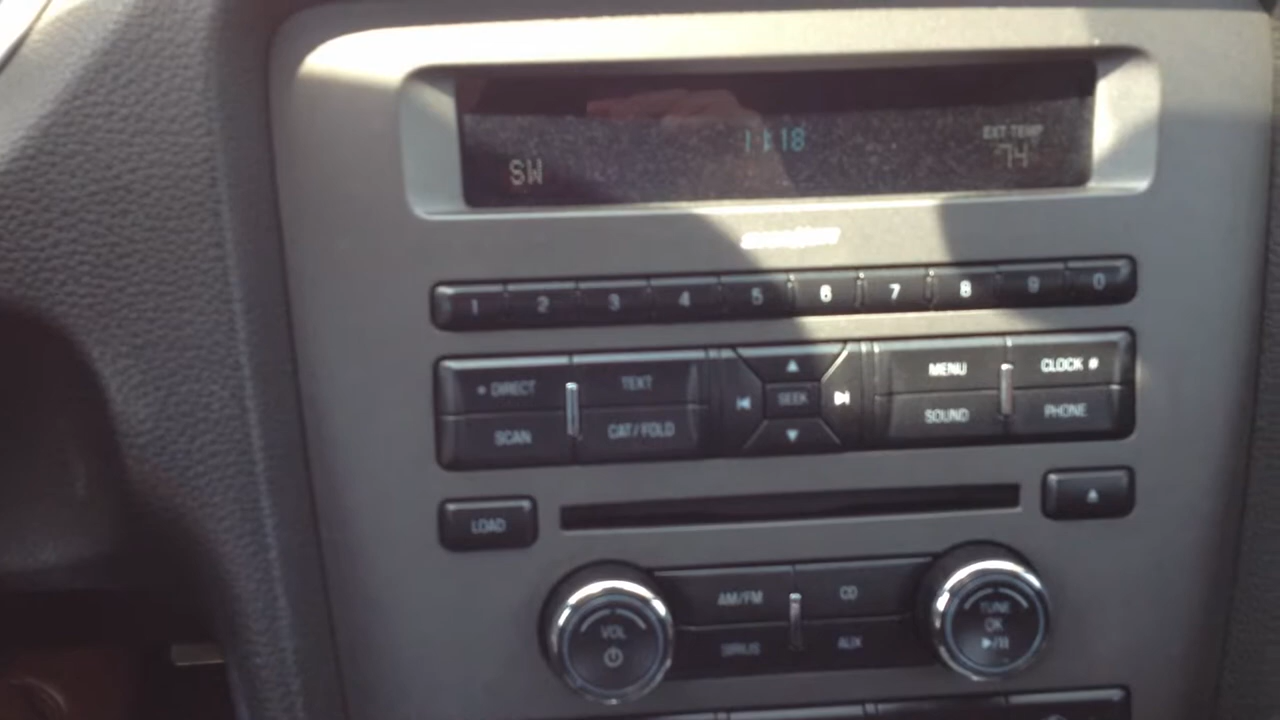 11:18
EXT TEMP
SW
74
1 2 3 4 5 6 7 8 9 0
DIRECT TEXT SEEK MENU CLOCK #
SCAN CAT/FOLD SOUND PHONE
LOAD
AM/FM CD
VOL TUNE
OK
SIRIUS AUX